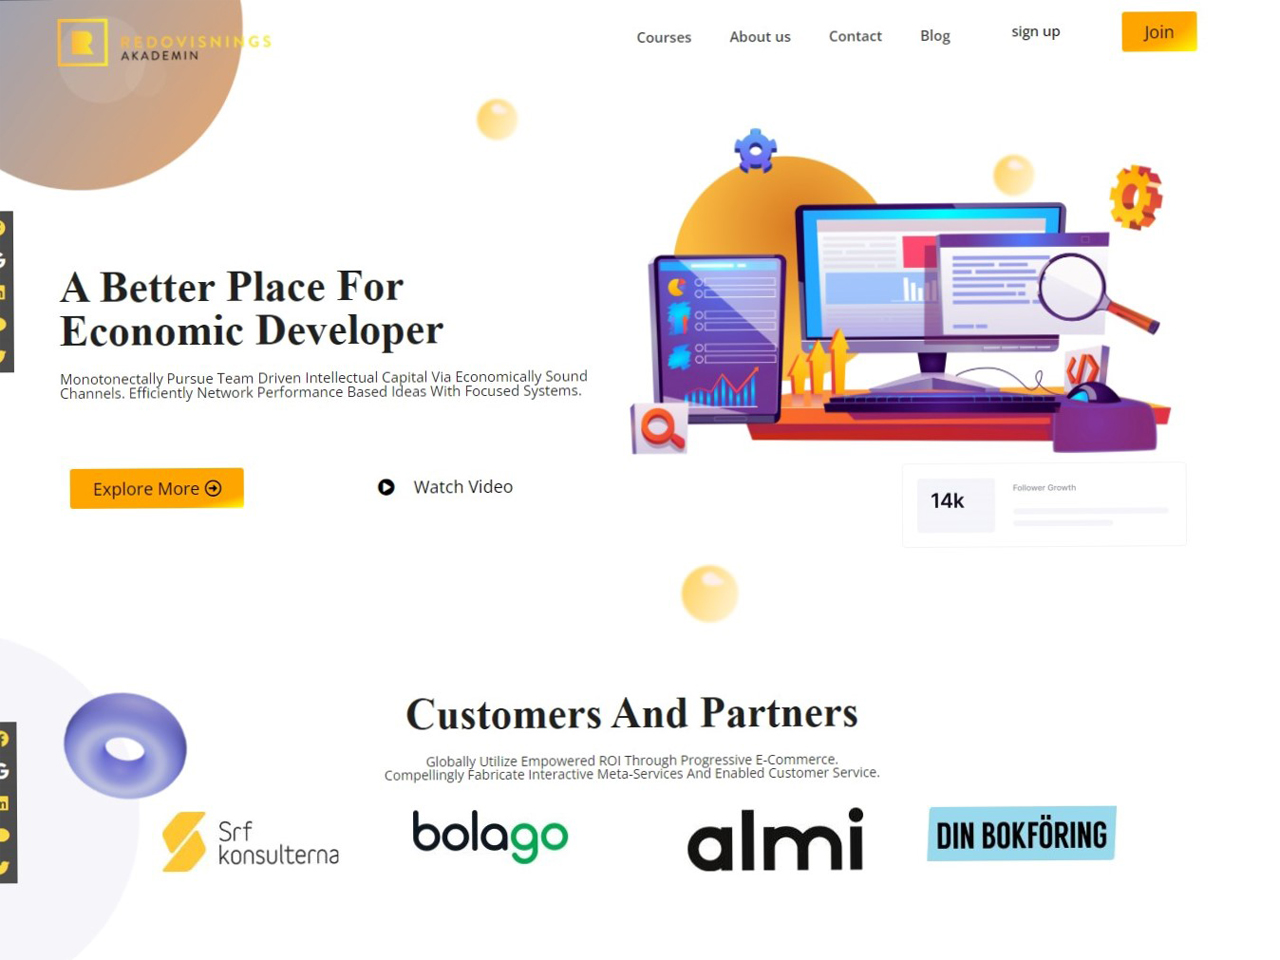 REDOVISNINGS
AKADEMIN
Courses
About us
Contact
Blog
sign up
Join
A Better Place For
Economic Developer
Monotonectally Pursue Team Driven Intellectual Capital Via Economically Sound
Channels. Efficiently Network Performance Based Ideas With Focused Systems.
Explore More
Watch Video
14k
Follower Growth
Customers And Partners
Globally Utilize Empowered ROI Through Progressive E-Commerce.
Compellingly Fabricate Interactive Meta-Services And Enabled Customer Service.
Srf
konsulterna
bolago
almi
DIN BOKFÖRING